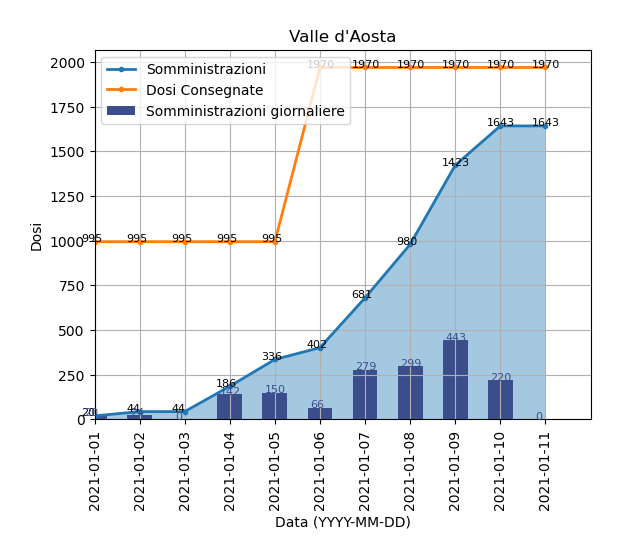 Valle d'Aosta
Somministrazioni
Dosi Consegnate
Somministrazioni giornaliere
Dosi
2000
1750
1500
1250
1000
750
500
250
0
995 995 995 995 995 1970 1970 1970 1970 1970 1970
20 44 44 186 336 402 681 980 1423 1643 1643
0 142 150 66 279 299 443 220 0
2021-01-01
2021-01-02
2021-01-03
2021-01-04
2021-01-05
2021-01-06
2021-01-07
2021-01-08
2021-01-09
2021-01-10
2021-01-11
Data (YYYY-MM-DD)